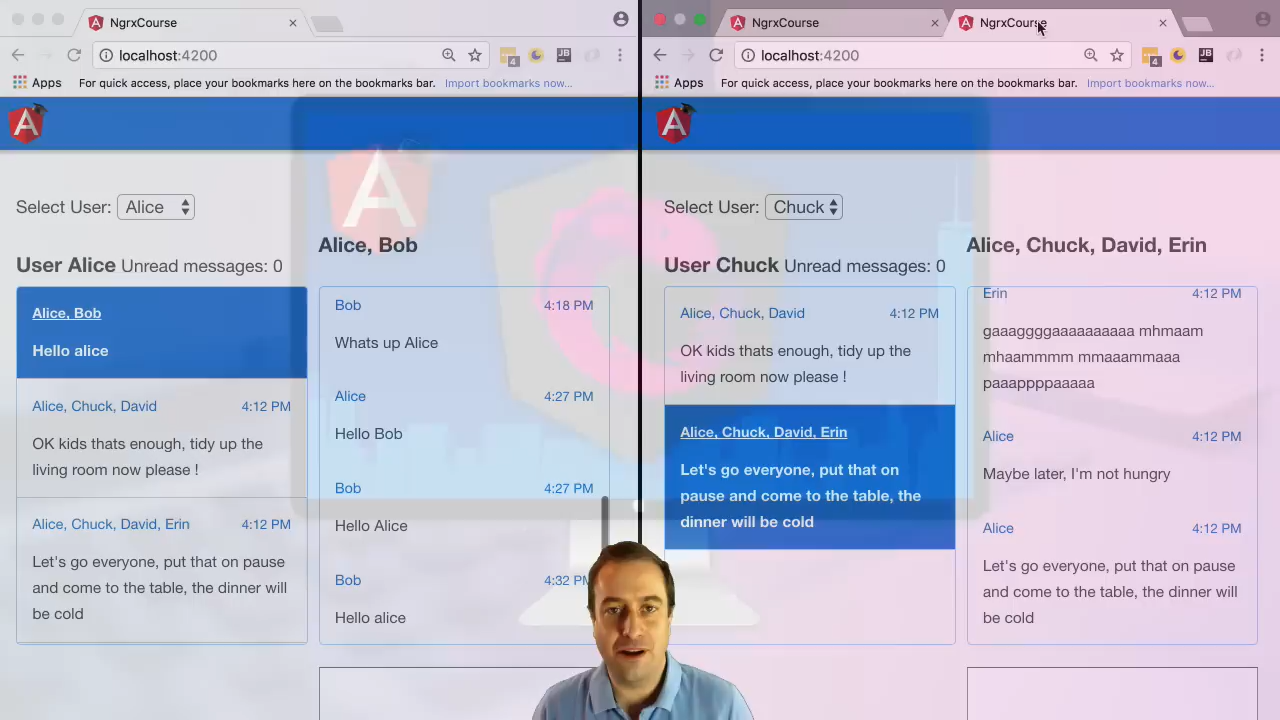 NgrxCourse
localhost:4200
4
JB
Apps
For quick access, place your bookmarks here on the bookmarks bar. Import bookmarks now...
A
Select User: Alice
User Alice Unread messages: 0
Alice, Bob
Hello alice
Alice, Chuck, David 4:12 PM
OK kids thats enough, tidy up the
living room now please !
Alice, Chuck, David, Erin 4:12 PM
Let's go everyone, put that on pause
and come to the table, the dinner will
be cold
Alice, Bob
Bob 4:18 PM
Whats up Alice
Alice 4:27 PM
Hello Bob
Bob 4:27 PM
Hello Alice
Bob 4:32 PM
Hello alice
A
NgrxCourse
NgrxCourse
localhost:4200
4
JB
Apps
For quick access, place your bookmarks here on the bookmarks bar. Import bookmarks now...
A
Select User: Chuck
User Chuck Unread messages: 0
Alice, Chuck, David 4:12 PM
OK kids thats enough, tidy up the
living room now please !
Alice, Chuck, David, Erin
Let's go everyone, put that on
pause and come to the table, the
dinner will be cold
Alice, Chuck, David, Erin
Erin 4:12 PM
gaaaggggaaaaaaaaaa mhmaam
mhaammmm mmaaammaaa
paaappppaaaaa
Alice 4:12 PM
Maybe later, I'm not hungry
Alice 4:12 PM
Let's go everyone, put that on pause
and come to the table, the dinner will
be cold